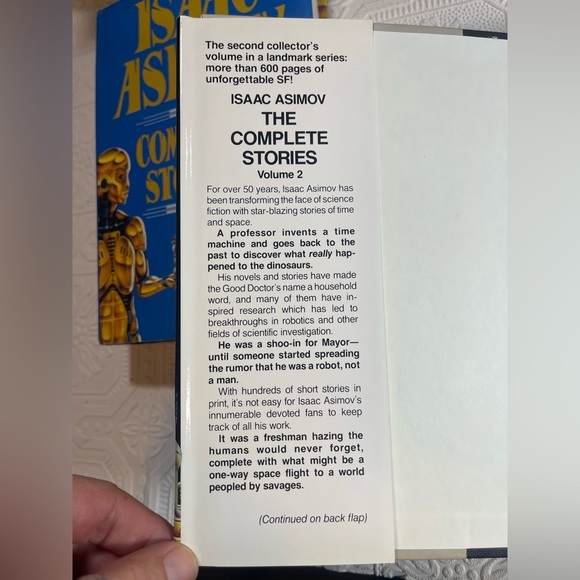 ISAAC
ASI
COM
ST
The second collector's
volume in a landmark series:
more than 600 pages of
unforgettable SF!
ISAAC ASIMOV
THE
COMPLETE
STORIES
Volume 2
For over 50 years, Isaac Asimov has
been transforming the face of science
fiction with star-blazing stories of time
and space.
A professor invents a time
machine and goes back to the
past to discover what really hap-
pened to the dinosaurs.
His novels and stories have made
the Good Doctor's name a household
word, and many of them have in-
spired research which has led to
breakthroughs in robotics and other
fields of scientific investigation.
He was a shoo-in for Mayor—
until someone started spreading
the rumor that he was a robot, not
a man.
With hundreds of short stories in
print, it's not easy for Isaac Asimov's
innumerable devoted fans to keep
track of all his work.
It was a freshman hazing the
humans would never forget,
complete with what might be a
one-way space flight to a world
peopled by savages.
(Continued on back flap)